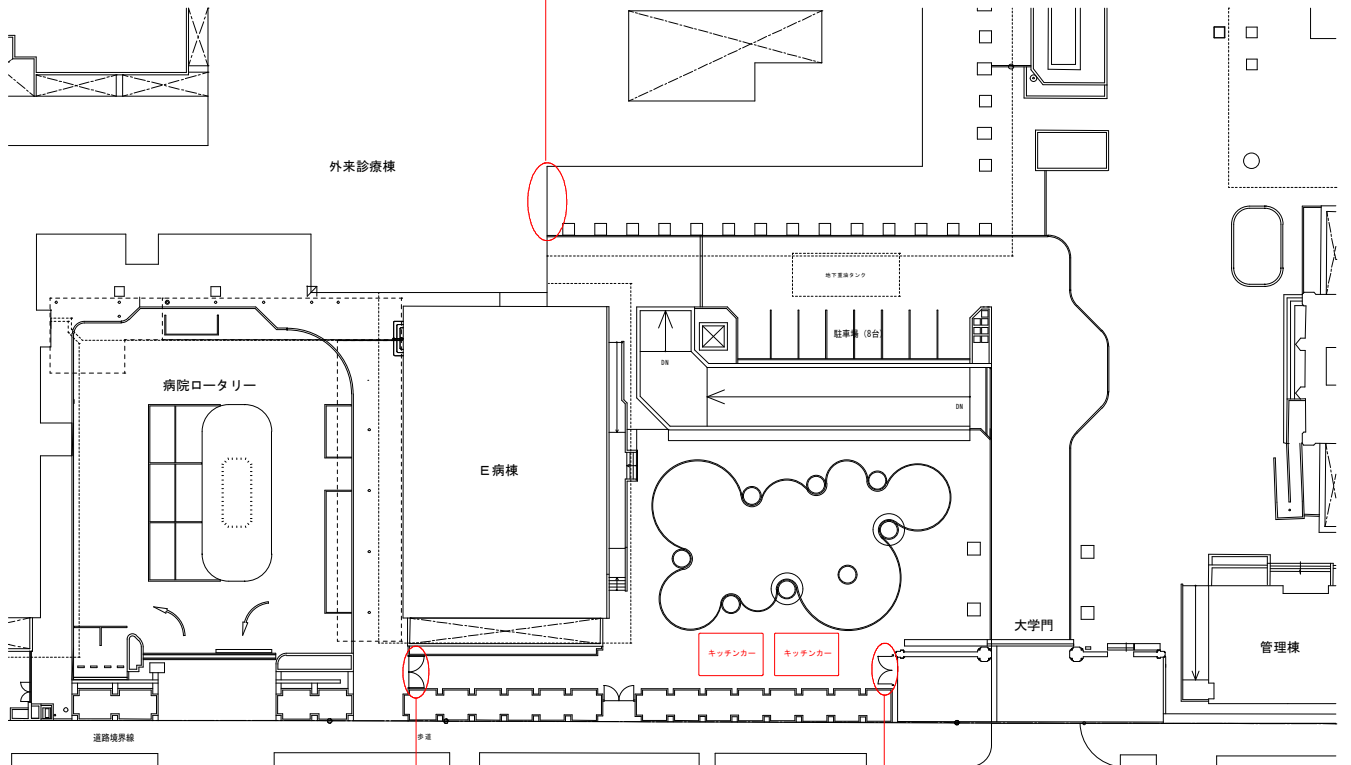 外来診療棟
地下重油タンク
駐車場（8台）
DN
病院ロータリー
DN
E病棟
大学門
管理棟
キッチンカー
キッチンカー
道路境界線
歩道